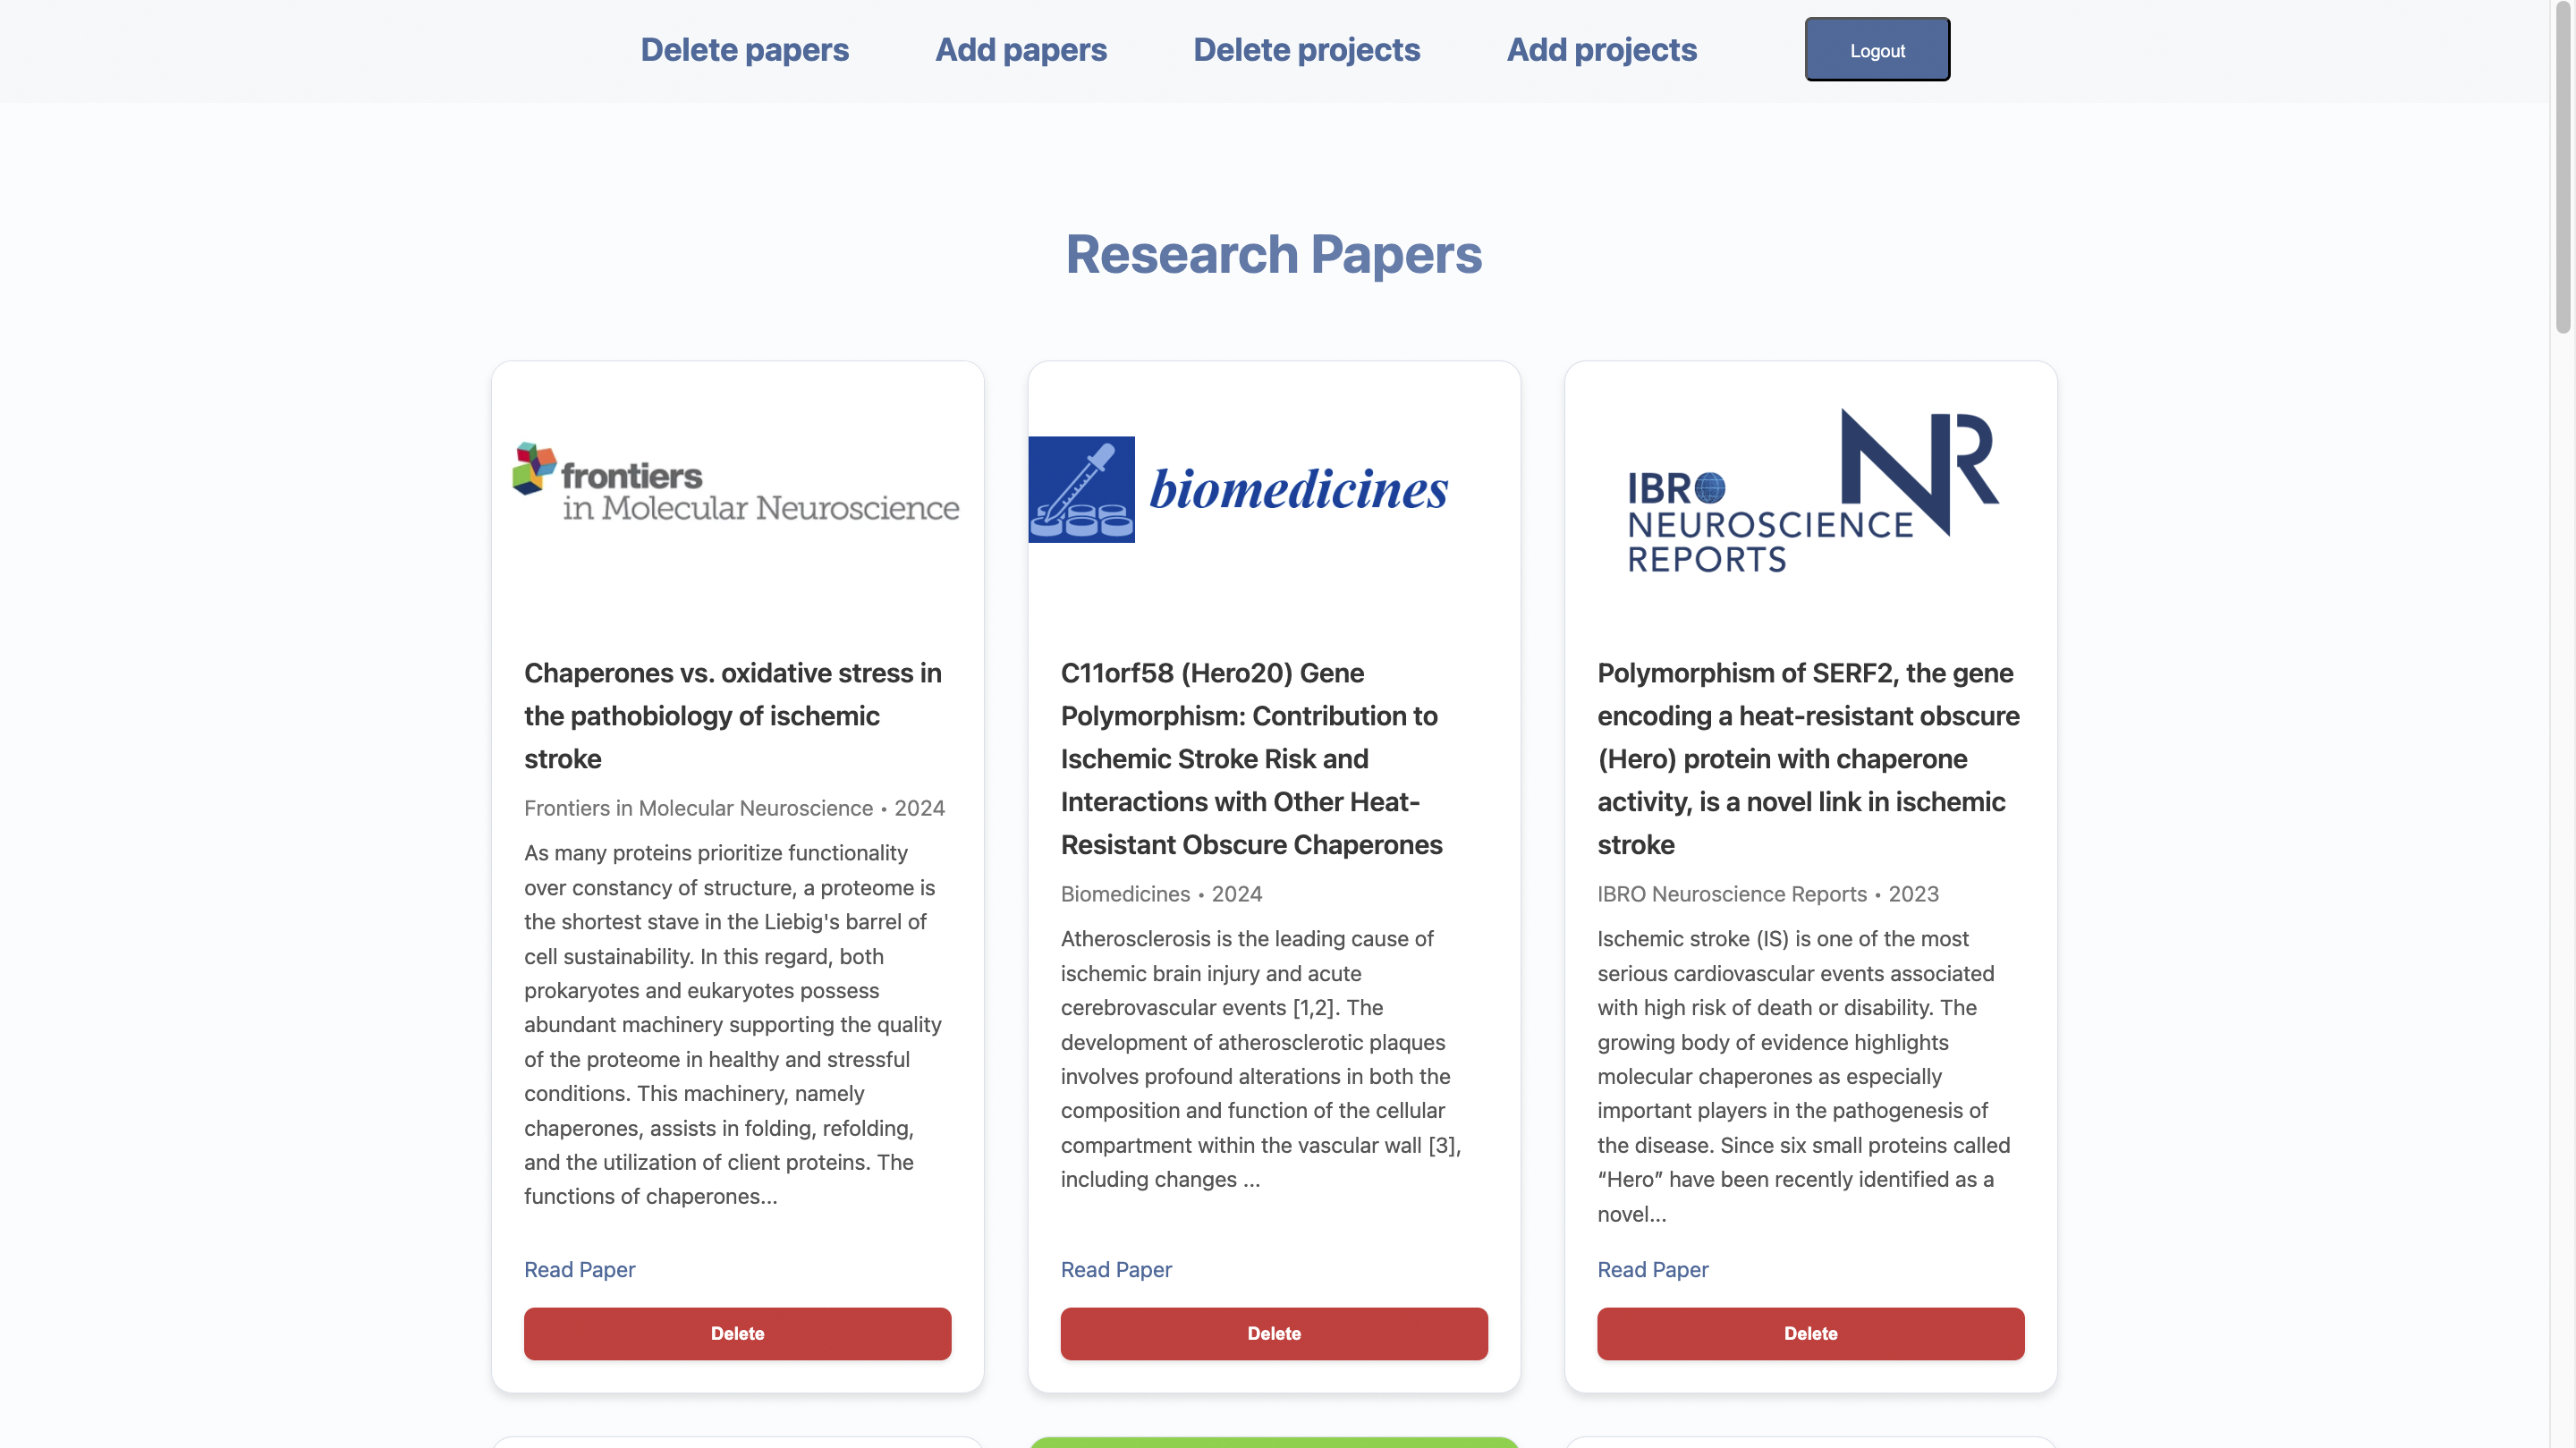 Delete papers
Add papers
Delete projects
Add projects
Logout
Research Papers
frontiers
in Molecular Neuroscience
Chaperones vs. oxidative stress in
the pathobiology of ischemic
stroke
Frontiers in Molecular Neuroscience • 2024
As many proteins prioritize functionality
over constancy of structure, a proteome is
the shortest stave in the Liebig's barrel of
cell sustainability. In this regard, both
prokaryotes and eukaryotes possess
abundant machinery supporting the quality
of the proteome in healthy and stressful
conditions. This machinery, namely
chaperones, assists in folding, refolding,
and the utilization of client proteins. The
functions of chaperones...
Read Paper
Delete
biomedicines
C11orf58 (Hero20) Gene
Polymorphism: Contribution to
Ischemic Stroke Risk and
Interactions with Other Heat-
Resistant Obscure Chaperones
Biomedicines • 2024
Atherosclerosis is the leading cause of
ischemic brain injury and acute
cerebrovascular events [1,2]. The
development of atherosclerotic plaques
involves profound alterations in both the
composition and function of the cellular
compartment within the vascular wall [3],
including changes ...
Read Paper
Delete
NR
IBRO
NEUROSCIENCE
REPORTS
Polymorphism of SERF2, the gene
encoding a heat-resistant obscure
(Hero) protein with chaperone
activity, is a novel link in ischemic
stroke
IBRO Neuroscience Reports • 2023
Ischemic stroke (IS) is one of the most
serious cardiovascular events associated
with high risk of death or disability. The
growing body of evidence highlights
molecular chaperones as especially
important players in the pathogenesis of
the disease. Since six small proteins called
“Hero” have been recently identified as a
novel...
Read Paper
Delete